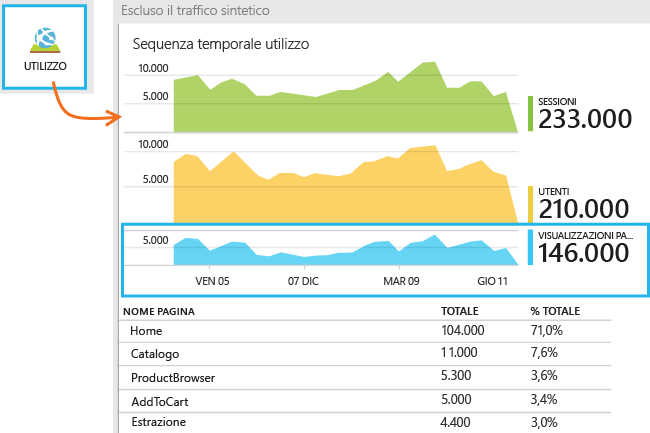 Escluso il traffico sintetico
UTILIZZO
Sequenza temporale utilizzo
10.000
5.000
SESSIONI
233.000
10.000
5.000
UTENTI
210.000
5.000
VISUALIZZAZIONI PA...
146.000
VEN 05 07 DIC MAR 09 GIO 11
NOME PAGINA TOTALE % TOTALE
Home 104.000 71,0%
Catalogo 11.000 7,6%
ProductBrowser 5.300 3,6%
AddToCart 5.000 3,4%
Estrazione 4.400 3,0%